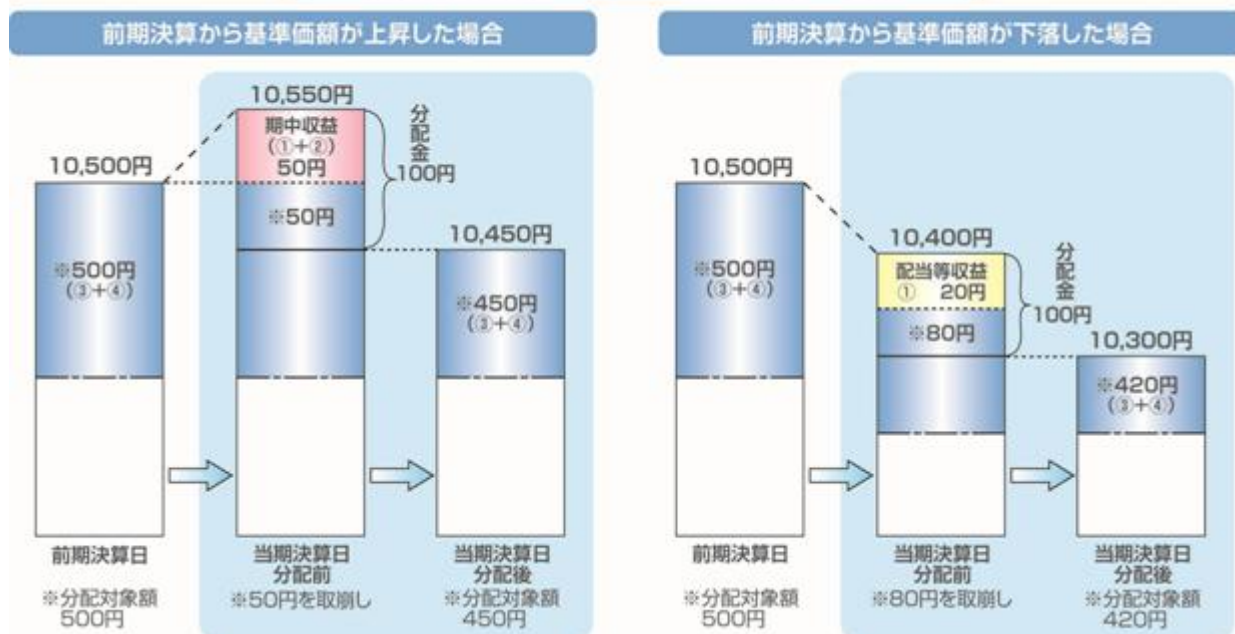 前期決算から基準価額が上昇した場合
10,550円
期中収益
(①+②)
50円
分配金
100円
10,500円
※50円
10,450円
※500円
(③+④)
※450円
(③+④)
前期決算日
当期決算日
分配前
当期決算日
分配後
※分配対象額
500円
※50円を取崩し
※分配対象額
450円
前期決算から基準価額が下落した場合
10,500円
10,400円
配当等収益
① 20円
分配金
100円
※500円
(③+④)
※80円
10,300円
※420円
(③+④)
前期決算日
当期決算日
分配前
当期決算日
分配後
※分配対象額
500円
※80円を取崩し
※分配対象額
420円